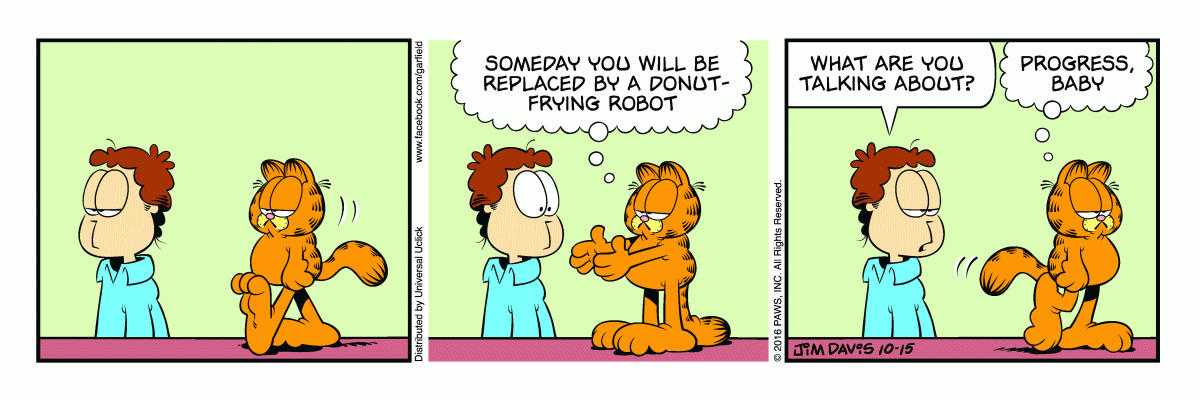 Distributed by Universal Uclick
www.facebook.com/garfield
SOMEDAY YOU WILL BE
REPLACED BY A DONUT-
FRYING ROBOT
© 2016 PAWS, INC. All Rights Reserved.
WHAT ARE YOU
TALKING ABOUT?
PROGRESS,
BABY
JIM DAVIS 10-15